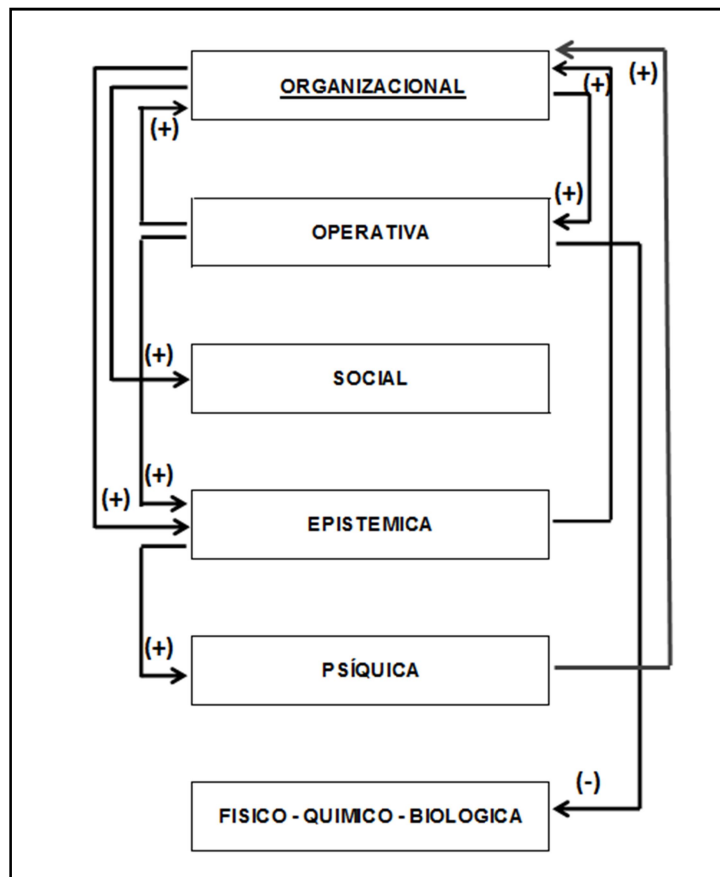 ORGANIZACIONAL
(+)
(+)
(+)
(+)
OPERATIVA
(+)
SOCIAL
(+)
(+)
EPISTEMICA
(+)
PSÍQUICA
(-)
FISICO - QUIMICO - BIOLOGICA